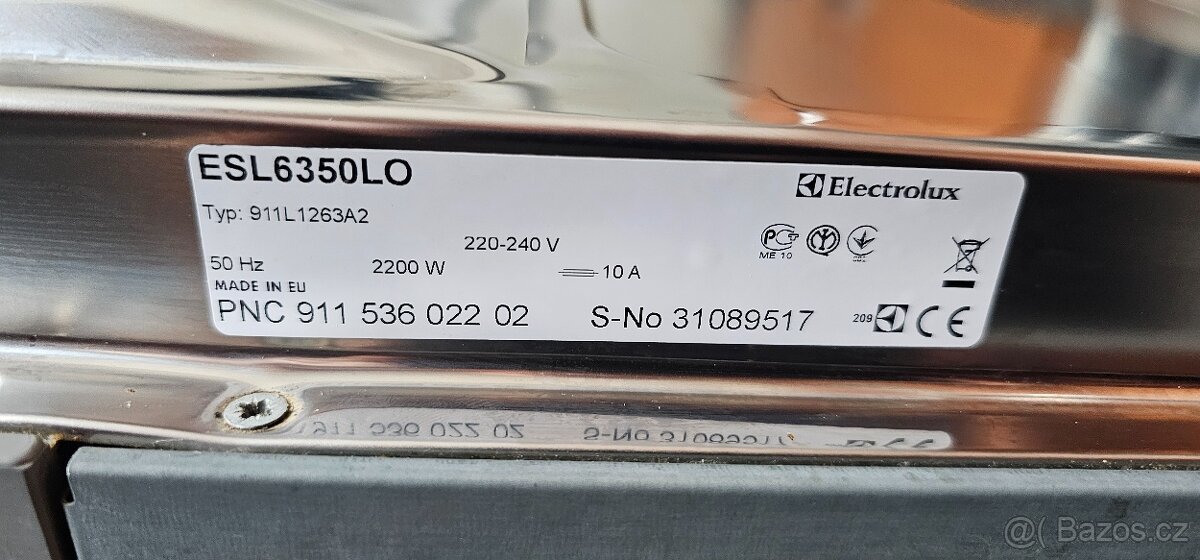 ESL6350LO
Electrolux
Typ: 911L1263A2
220-240 V
ME 10
50 Hz 2200 W 10 A
MADE IN EU
PNC 911 536 022 02 S-No 31089517 209 CE
@( Bazos.cz